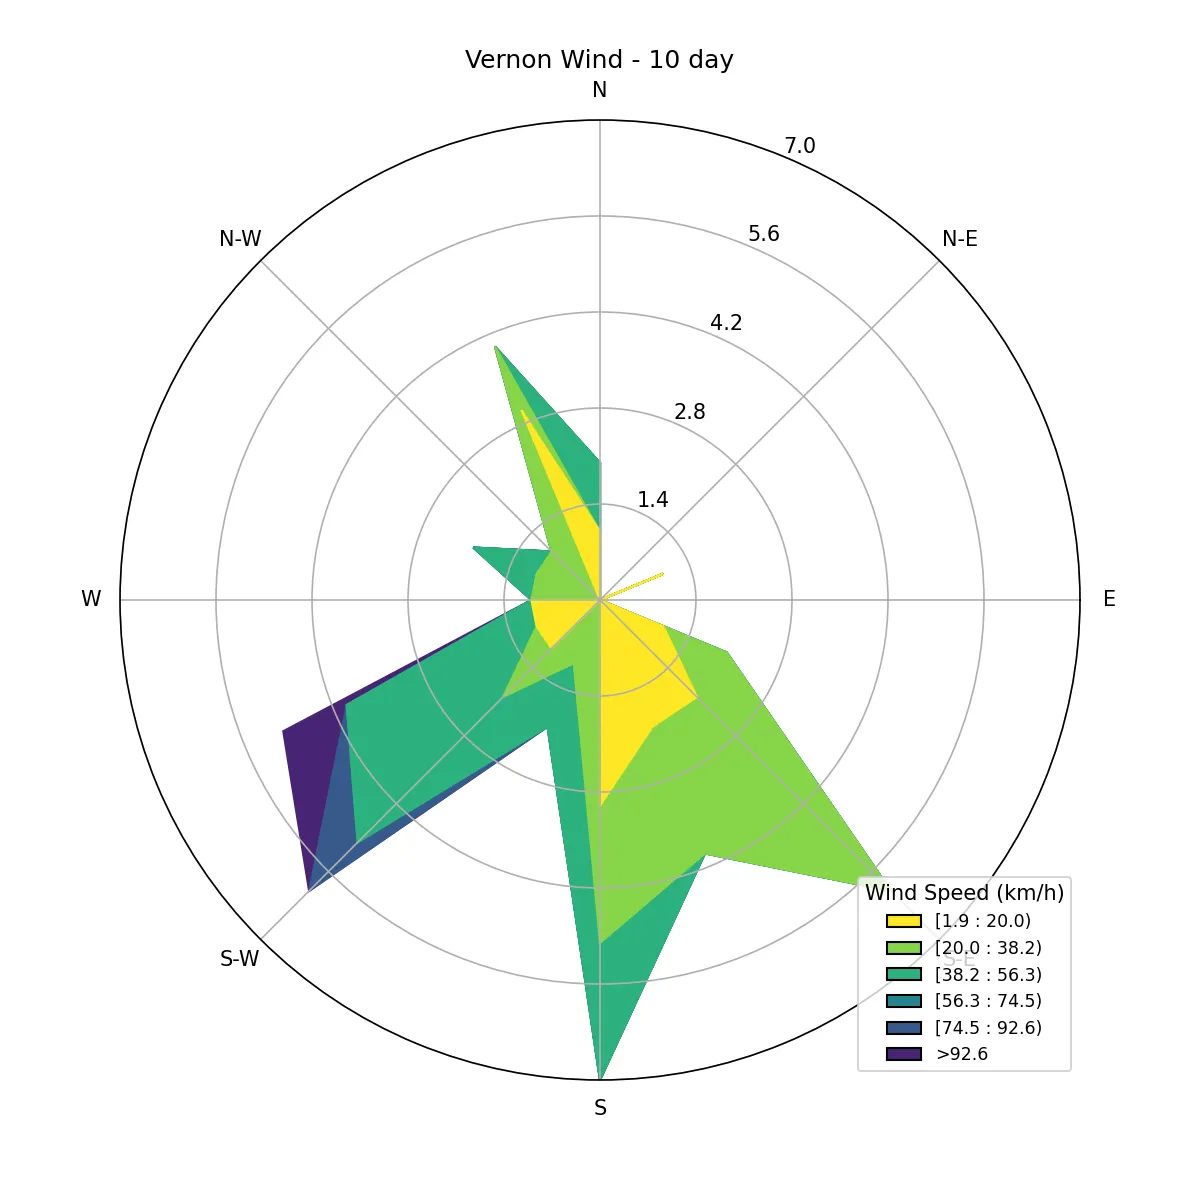 Vernon Wind - 10 day
N
7.0
5.6
N-W
N-E
4.2
2.8
1.4
W
E
Wind Speed (km/h)
[1.9 : 20.0)
[20.0 : 38.2)
S-W
S-E
[38.2 : 56.3)
[56.3 : 74.5)
[74.5 : 92.6)
>92.6
S